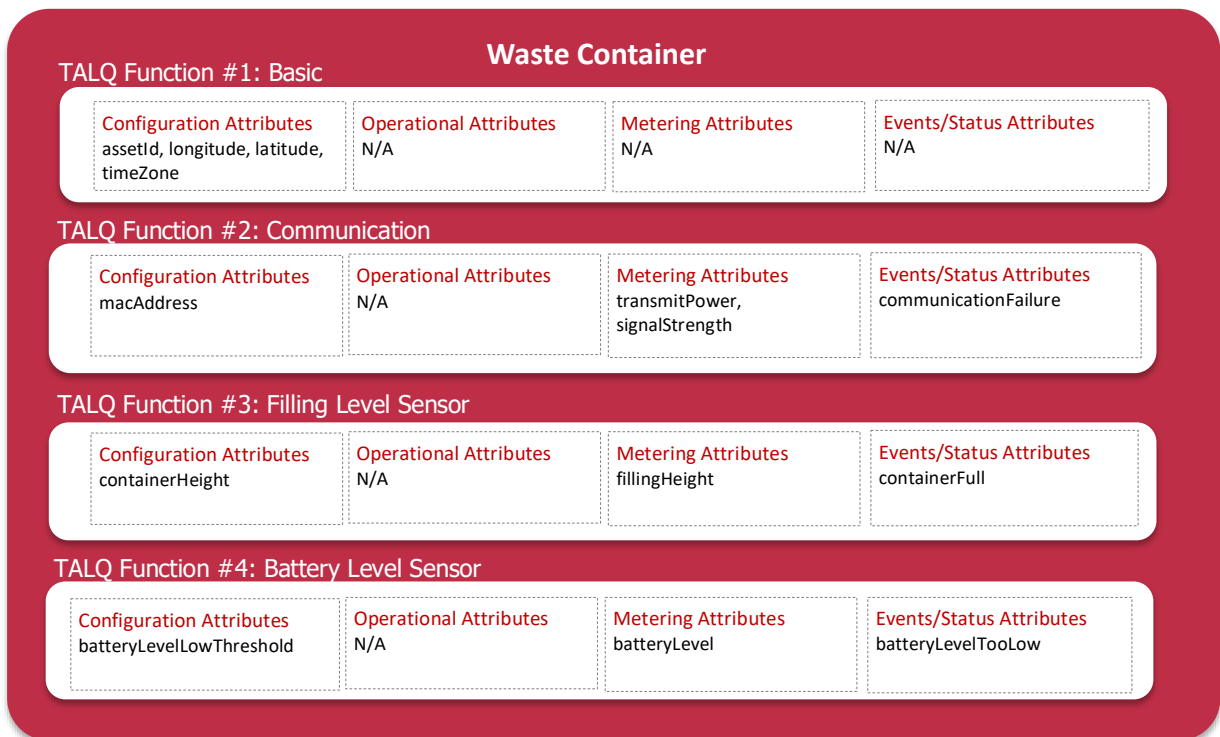 Waste Container
TALQ Function #1: Basic
Configuration Attributes
assetId, longitude, latitude,
timeZone
Operational Attributes
N/A
Metering Attributes
N/A
Events/Status Attributes
N/A
TALQ Function #2: Communication
Configuration Attributes
macAddress
Operational Attributes
N/A
Metering Attributes
transmitPower,
signalStrength
Events/Status Attributes
communicationFailure
TALQ Function #3: Filling Level Sensor
Configuration Attributes
containerHeight
Operational Attributes
N/A
Metering Attributes
fillingHeight
Events/Status Attributes
containerFull
TALQ Function #4: Battery Level Sensor
Configuration Attributes
batteryLevelLowThreshold
Operational Attributes
N/A
Metering Attributes
batteryLevel
Events/Status Attributes
batteryLevelTooLow